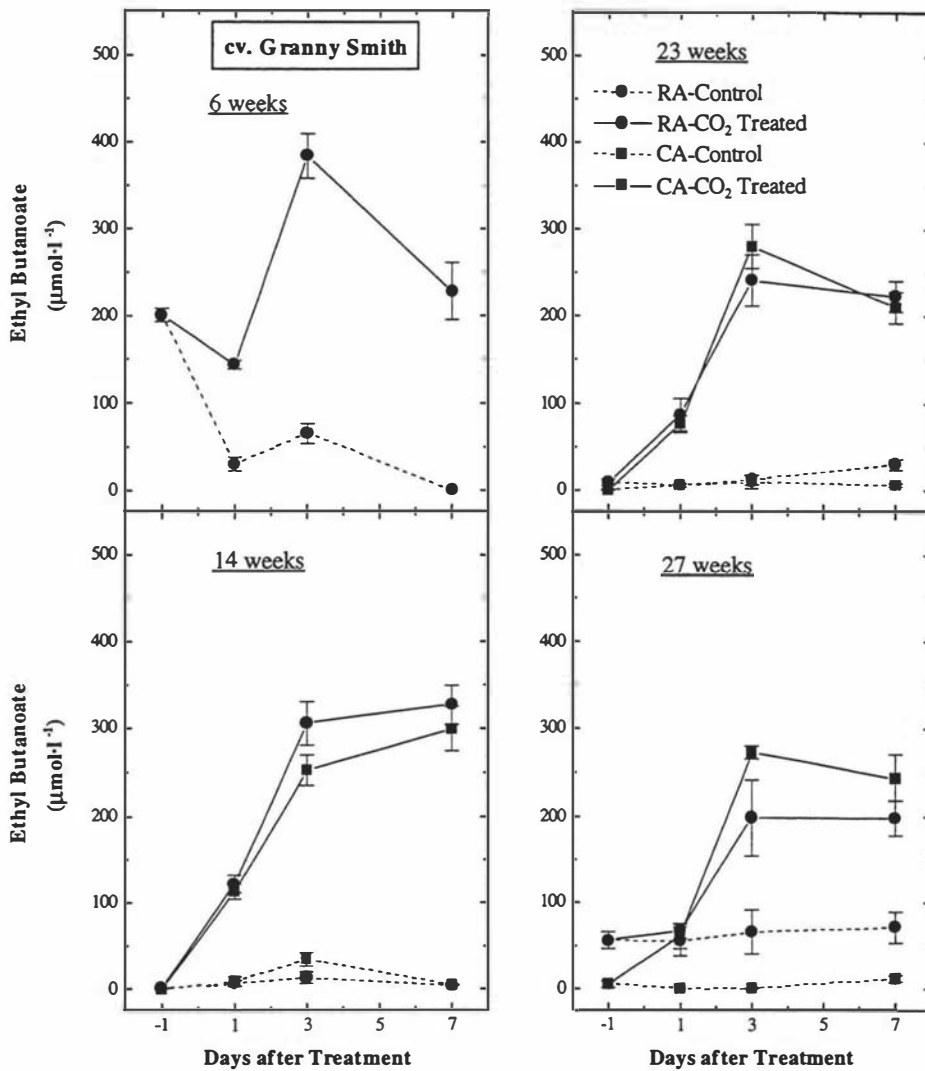 cv. Granny Smith
6 weeks
500
400
300
200
100
0
Ethyl Butanoate
(µmol·l⁻¹)
23 weeks
RA-Control
RA-CO₂ Treated
CA-Control
CA-CO₂ Treated
500
400
300
200
100
0
14 weeks
500
400
300
200
100
0
Ethyl Butanoate
(µmol·l⁻¹)
-1
1
3
5
7
Days after Treatment
27 weeks
500
400
300
200
100
0
-1
1
3
5
7
Days after Treatment